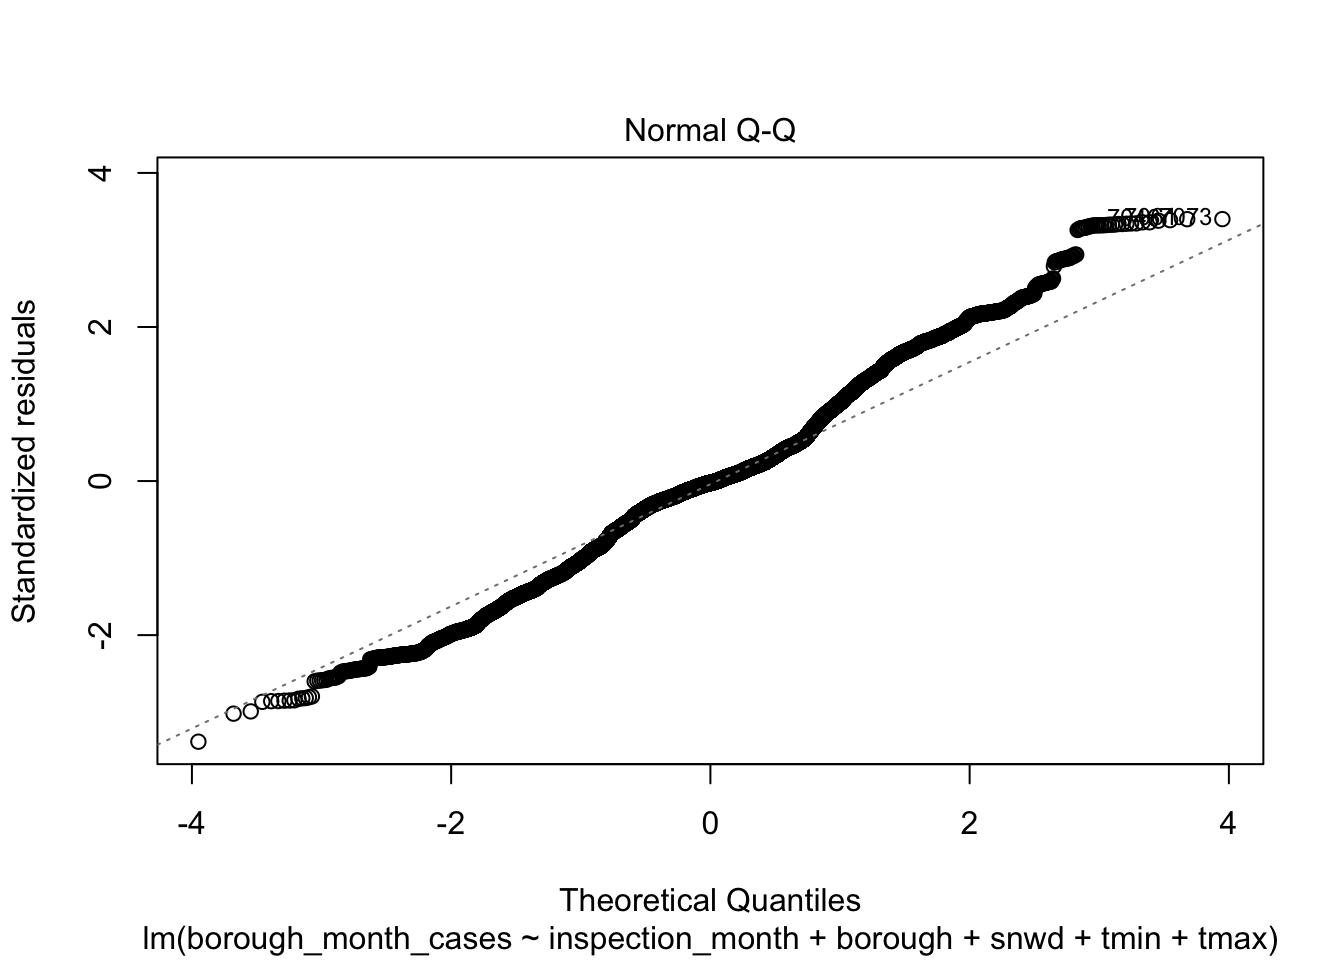 Normal Q-Q
Standardized residuals
4
2
0
-2
-4
-2
0
2
4
Theoretical Quantiles
lm(borough_month_cases ~ inspection_month + borough + snwd + tmin + tmax)